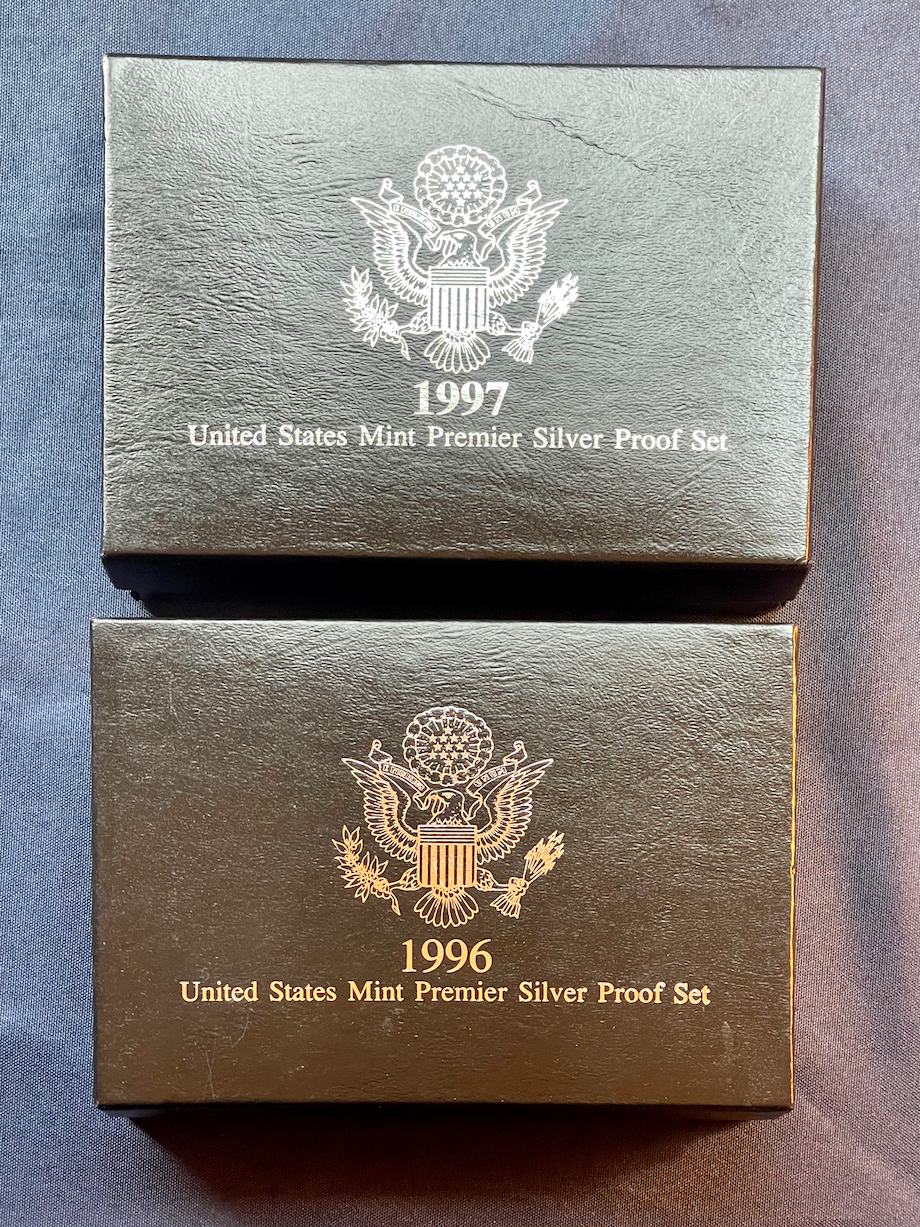 1997
United States Mint Premier Silver Proof Set
1996
United States Mint Premier Silver Proof Set